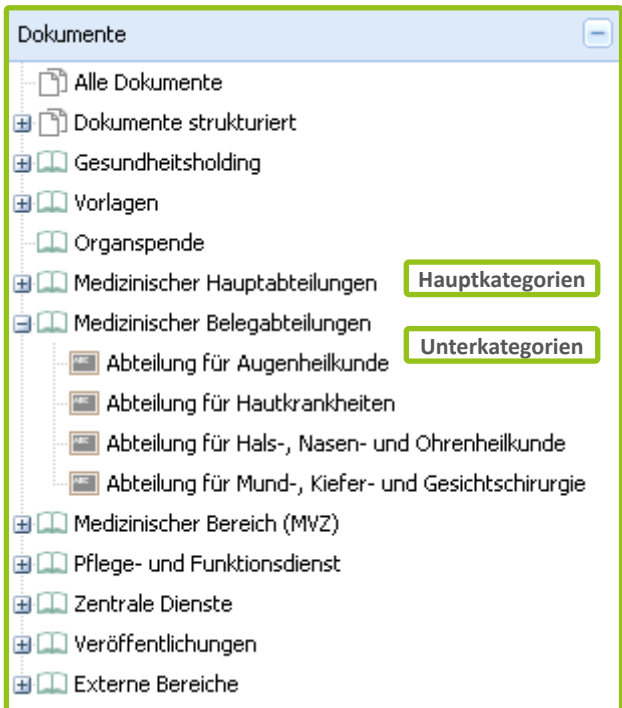 Dokumente
Alle Dokumente
Dokumente strukturiert
Gesundheitsholding
Vorlagen
Organspende
Medizinischer Hauptabteilungen Hauptkategorien
Medizinischer Belegabteilungen
Unterkategorien
Abteilung für Augenheilkunde
Abteilung für Hautkrankheiten
Abteilung für Hals-, Nasen- und Ohrenheilkunde
Abteilung für Mund-, Kiefer- und Gesichtschirurgie
Medizinischer Bereich (MVZ)
Pflege- und Funktionsdienst
Zentrale Dienste
Veröffentlichungen
Externe Bereiche